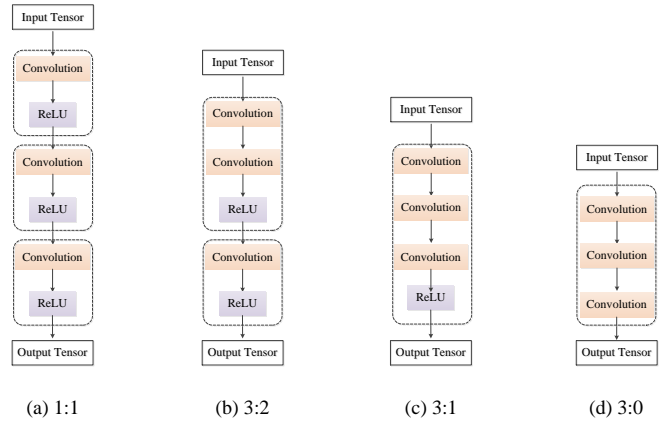 Input Tensor
Convolution
ReLU
Convolution
ReLU
Convolution
ReLU
Output Tensor
(a) 1:1
Input Tensor
Convolution
Convolution
ReLU
Convolution
ReLU
Output Tensor
(b) 3:2
Input Tensor
Convolution
Convolution
Convolution
ReLU
Output Tensor
(c) 3:1
Input Tensor
Convolution
Convolution
Convolution
Output Tensor
(d) 3:0